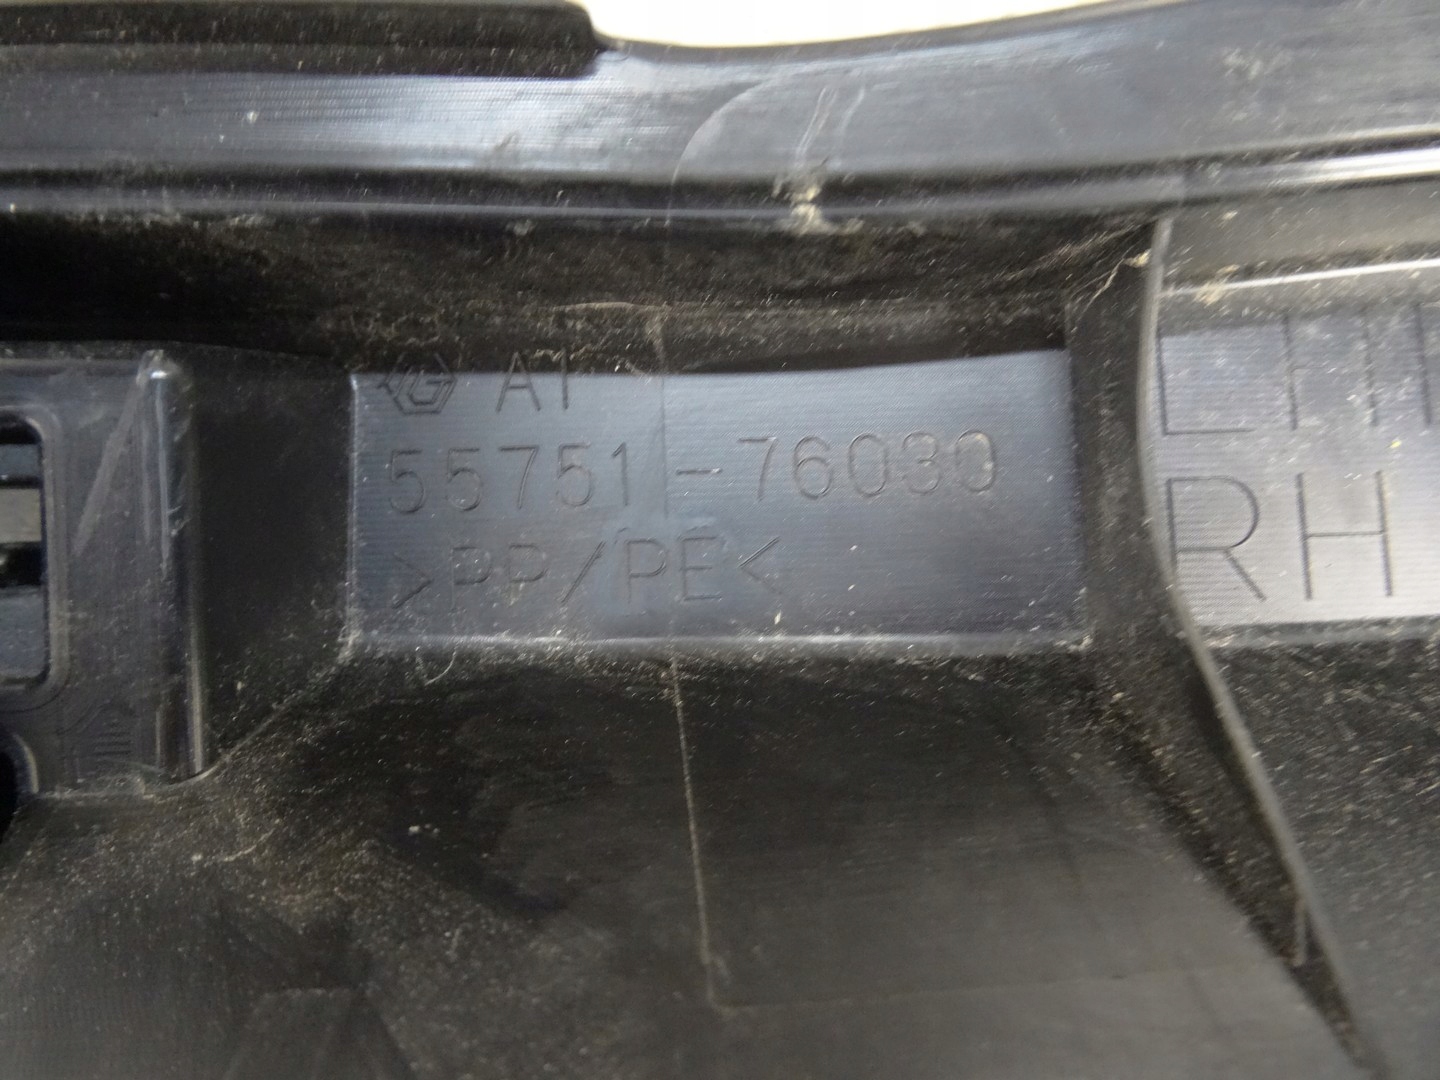 G A1
55751-76030
>PP/PE<
LH
RH